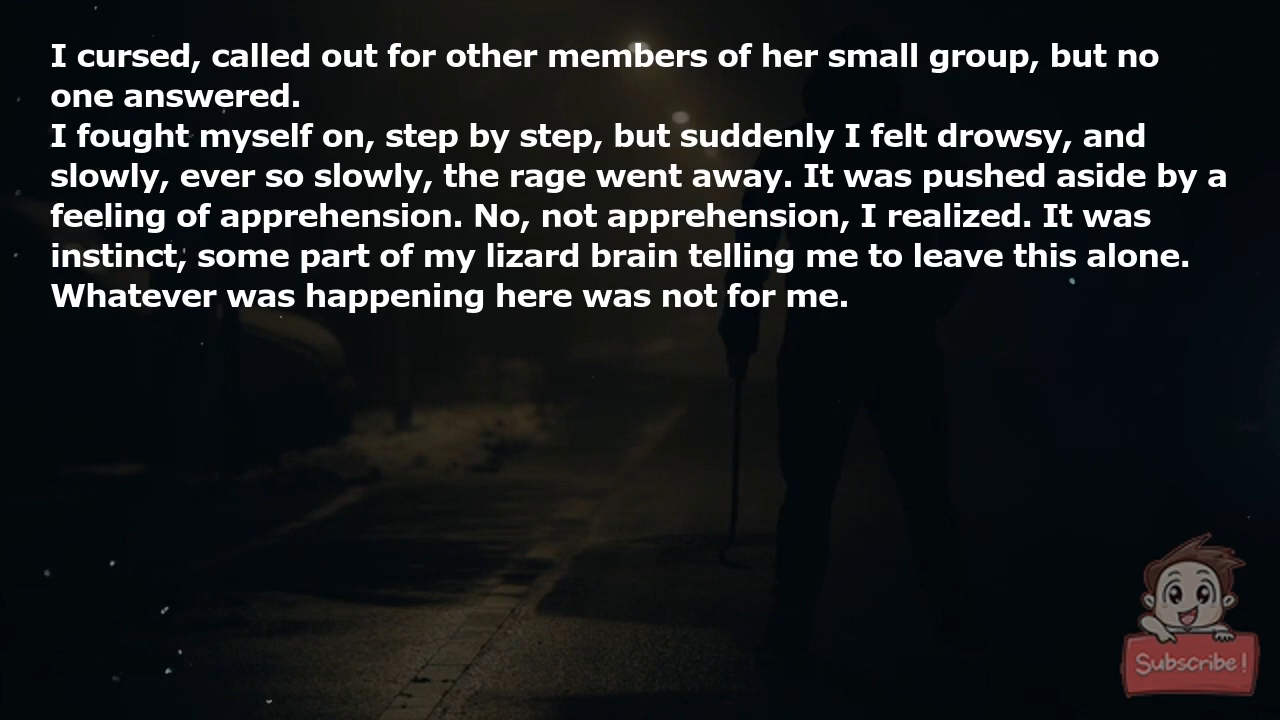 I cursed, called out for other members of her small group, but no
one answered.
I fought myself on, step by step, but suddenly I felt drowsy, and
slowly, ever so slowly, the rage went away. It was pushed aside by a
feeling of apprehension. No, not apprehension, I realized. It was
instinct, some part of my lizard brain telling me to leave this alone.
Whatever was happening here was not for me.
Subscribe!